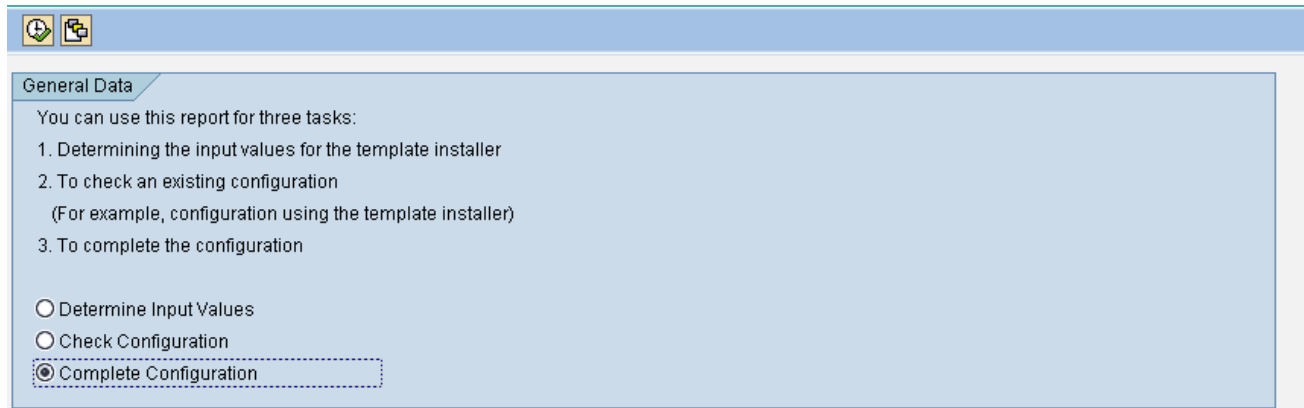 General Data
You can use this report for three tasks:
1. Determining the input values for the template installer
2. To check an existing configuration
(For example, configuration using the template installer)
3. To complete the configuration
Determine Input Values
Check Configuration
Complete Configuration